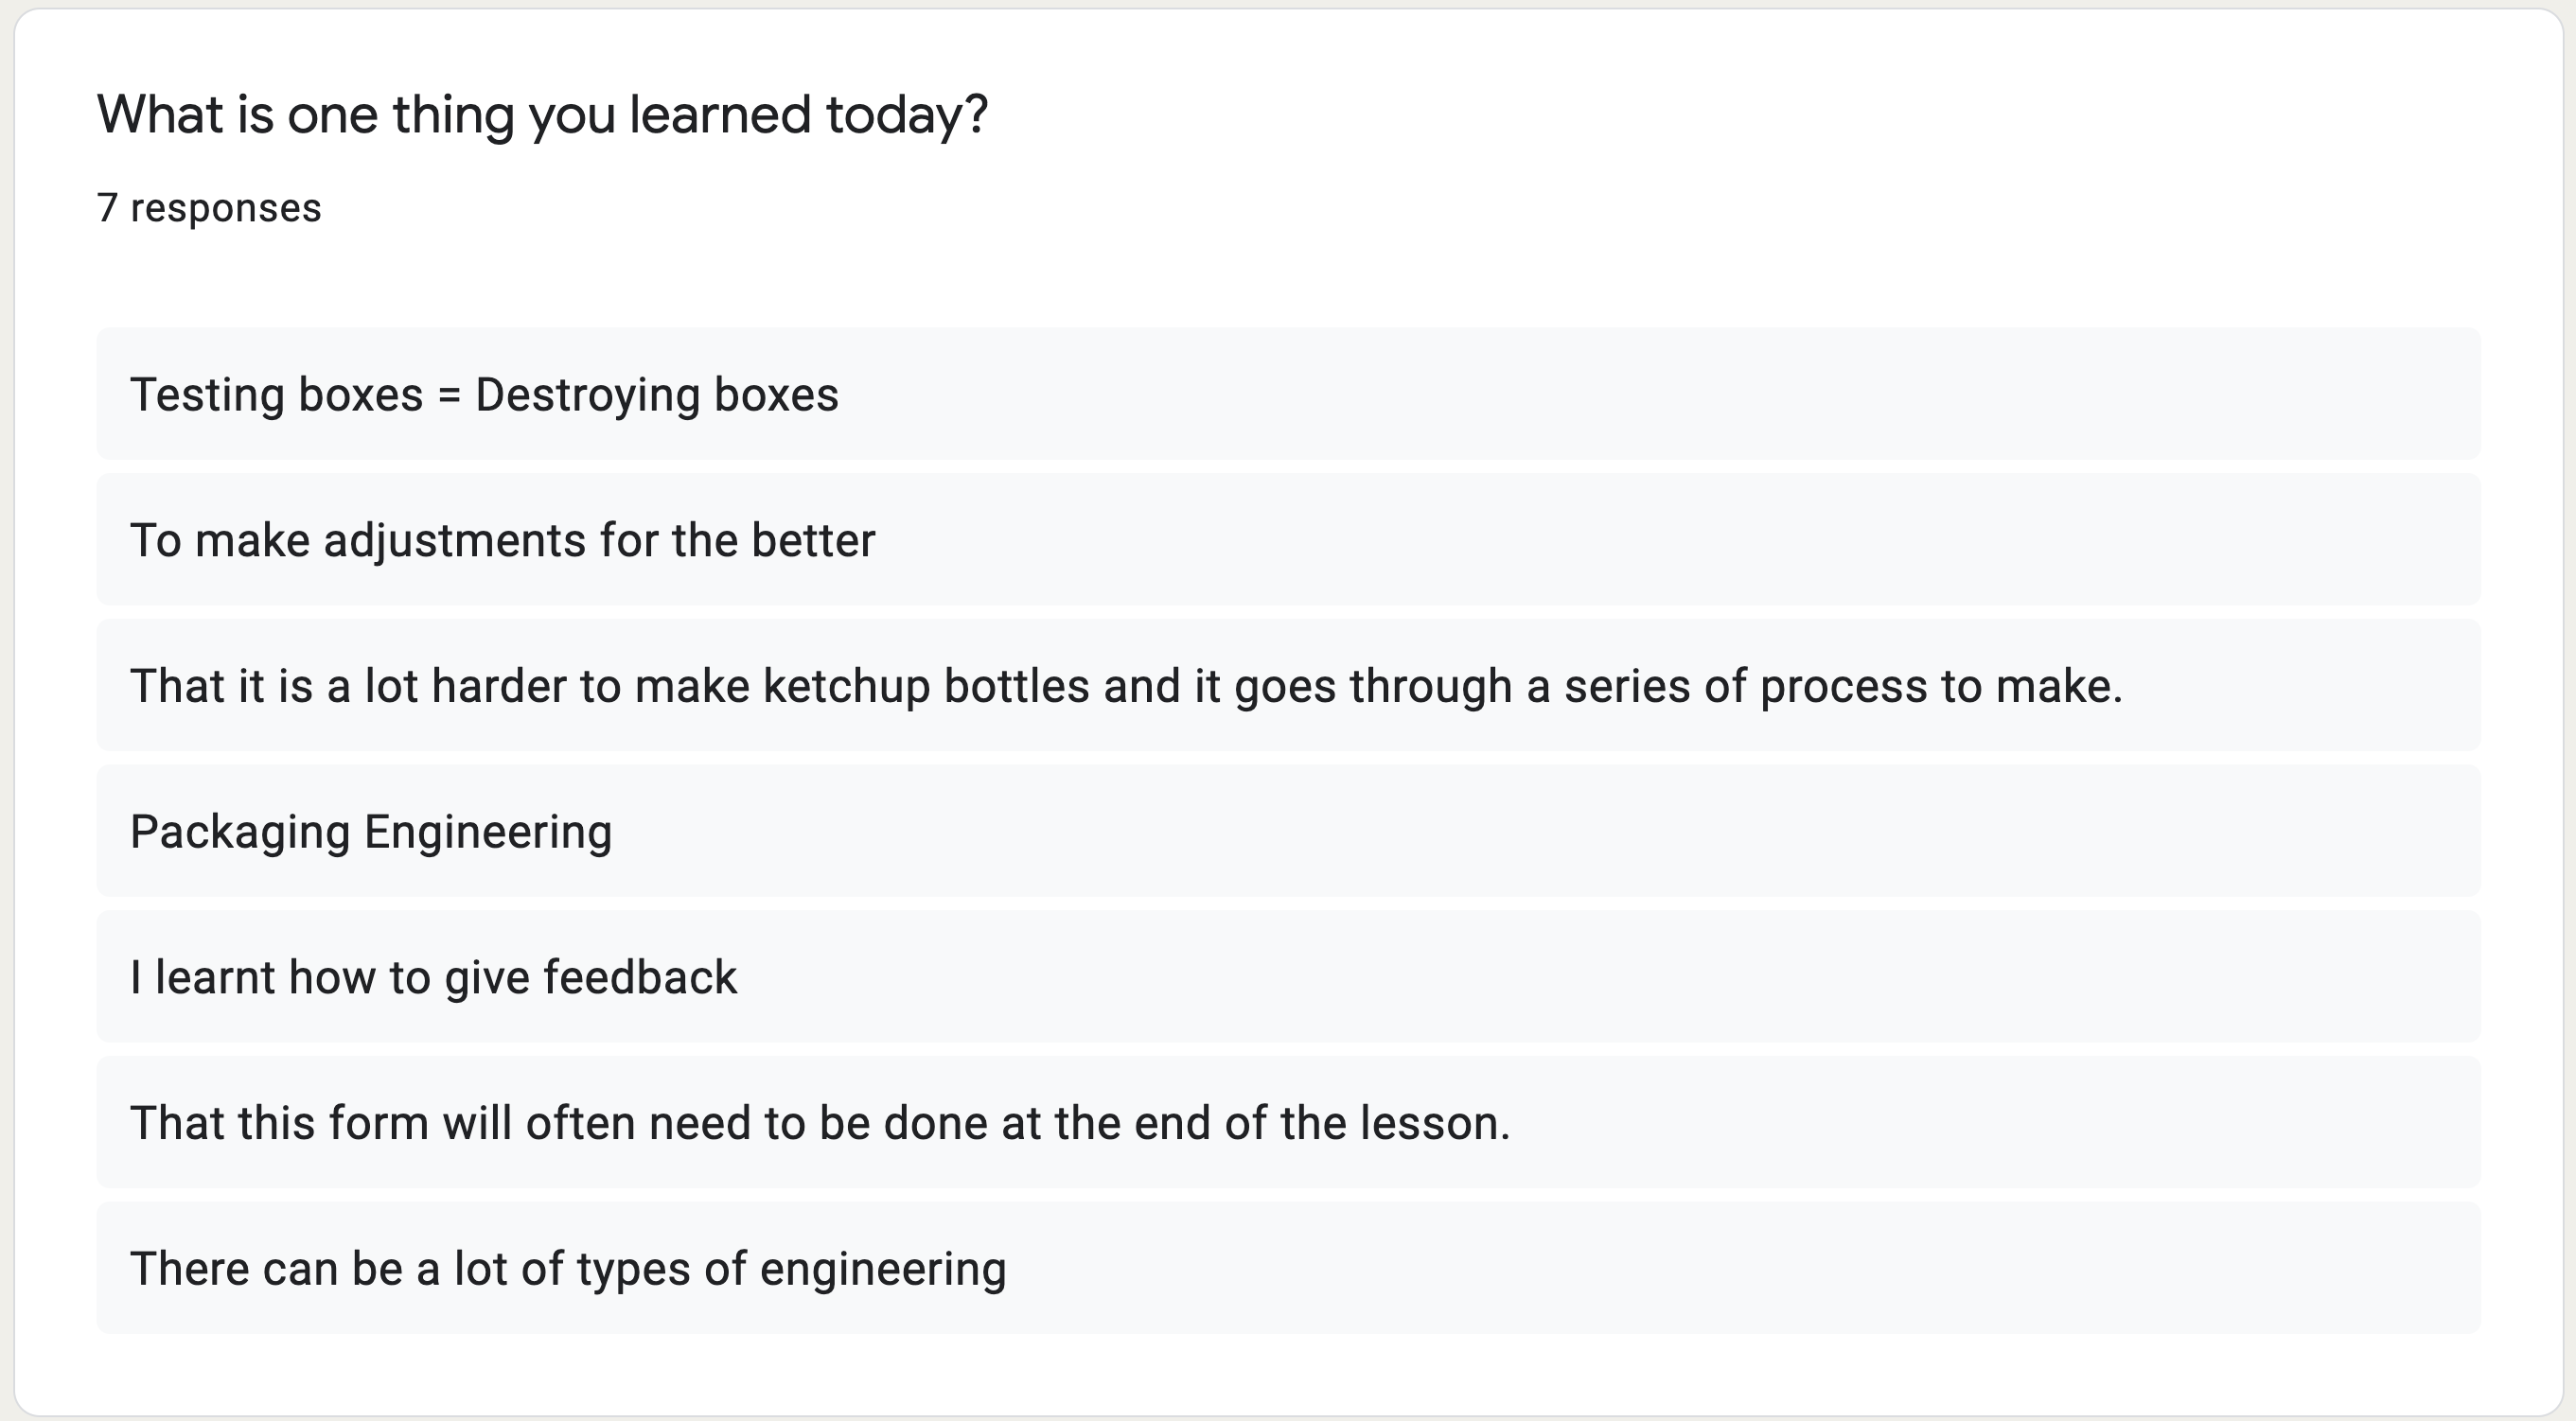 What is one thing you learned today?
7 responses
Testing boxes = Destroying boxes
To make adjustments for the better
That it is a lot harder to make ketchup bottles and it goes through a series of process to make.
Packaging Engineering
I learnt how to give feedback
That this form will often need to be done at the end of the lesson.
There can be a lot of types of engineering